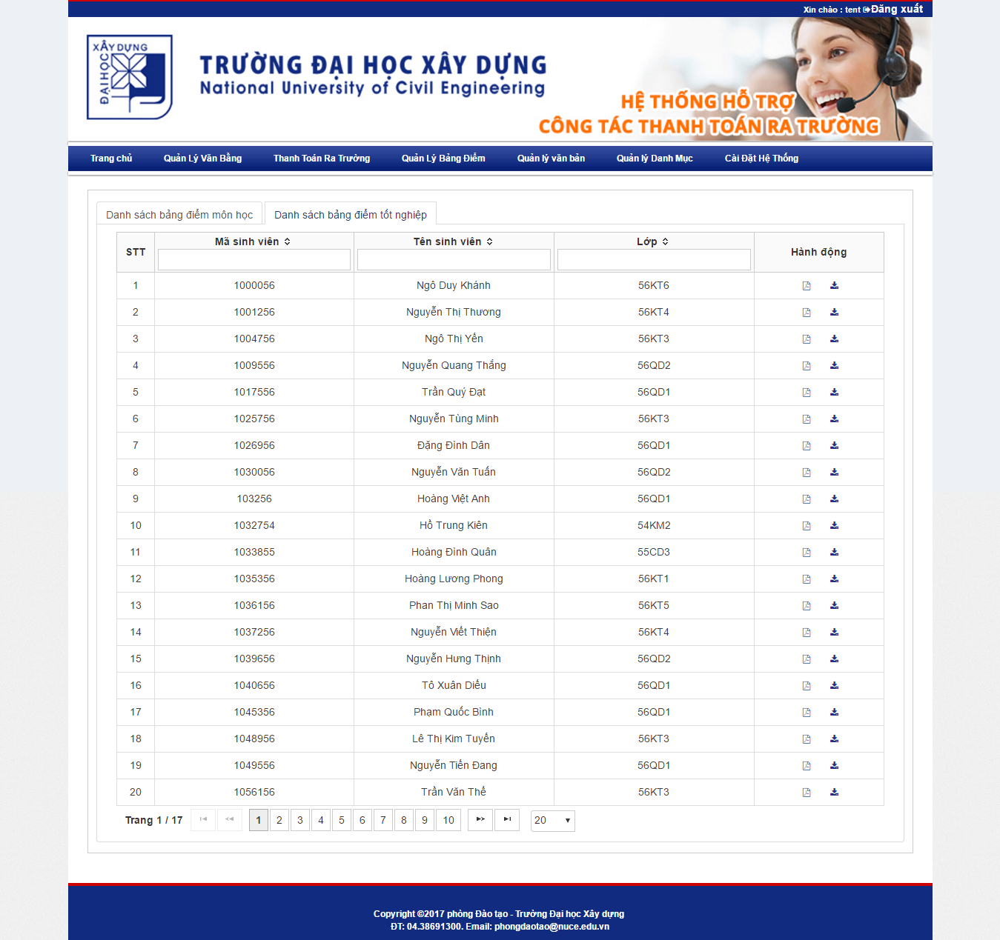 Xin chào : tent Đăng xuất
XÂY DỰNG
ĐẠI HỌC
TRƯỜNG ĐẠI HỌC XÂY DỰNG
National University of Civil Engineering
HỆ THỐNG HỖ TRỢ
CÔNG TÁC THANH TOÁN RA TRƯỜNG
Trang chủ Quản Lý Văn Bằng Thanh Toán Ra Trường Quản Lý Bảng Điểm Quản lý văn bản Quản lý Danh Mục Cài Đặt Hệ Thống
Danh sách bảng điểm môn học Danh sách bảng điểm tốt nghiệp
STT Mã sinh viên Tên sinh viên Lớp Hành động
1 1000056 Ngô Duy Khánh 56KT6
2 1001256 Nguyễn Thị Thương 56KT4
3 1004756 Ngô Thị Yến 56KT3
4 1009556 Nguyễn Quang Thắng 56QD2
5 1017556 Trần Quý Đạt 56QD1
6 1025756 Nguyễn Tùng Minh 56KT3
7 1026956 Đặng Đình Dân 56QD1
8 1030056 Nguyễn Văn Tuấn 56QD2
9 103256 Hoàng Việt Anh 56QD1
10 1032754 Hồ Trung Kiên 54KM2
11 1033855 Hoàng Đình Quân 55CD3
12 1035356 Hoàng Lương Phong 56KT1
13 1036156 Phan Thị Minh Sao 56KT5
14 1037256 Nguyễn Viết Thiện 56KT4
15 1039656 Nguyễn Hưng Thịnh 56QD2
16 1040656 Tô Xuân Diếu 56QD1
17 1045356 Phạm Quốc Bình 56QD1
18 1048956 Lê Thị Kim Tuyến 56KT3
19 1049556 Nguyễn Tiến Đang 56QD1
20 1056156 Trần Văn Thế 56KT3
Trang 1 / 17 1 2 3 4 5 6 7 8 9 10 20
Copyright ©2017 phòng Đào tạo - Trường Đại học Xây dựng
ĐT: 04.38691300. Email: phongdaotao@nuce.edu.vn